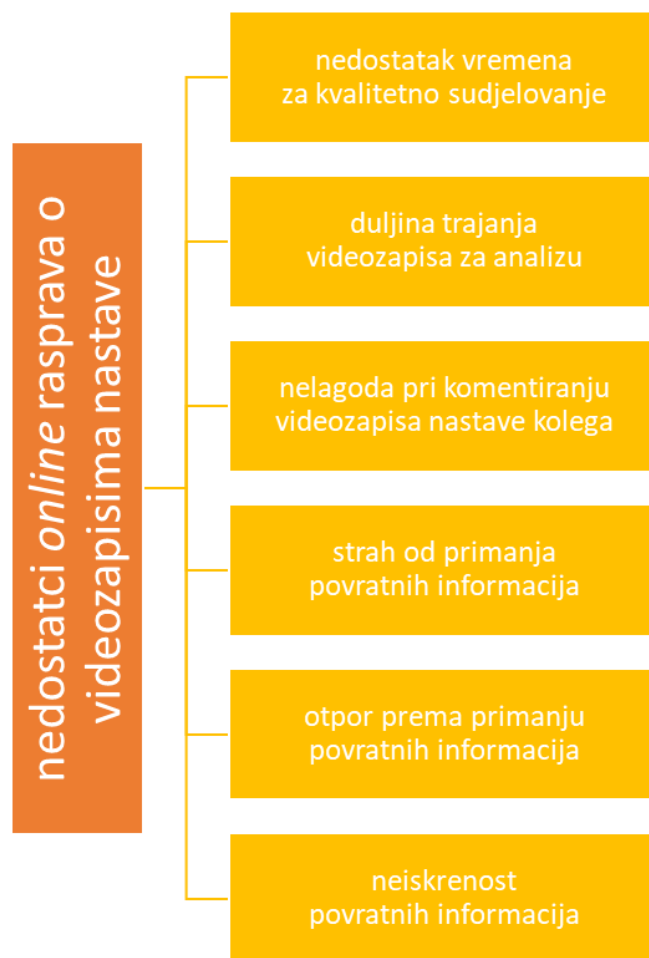 nedostatci online rasprava o
videozapisima nastave
nedostatak vremena
za kvalitetno sudjelovanje
duljina trajanja
videozapisa za analizu
nelagoda pri komentiranju
videozapisa nastave kolega
strah od primanja
povratnih informacija
otpor prema primanju
povratnih informacija
neiskrenost
povratnih informacija